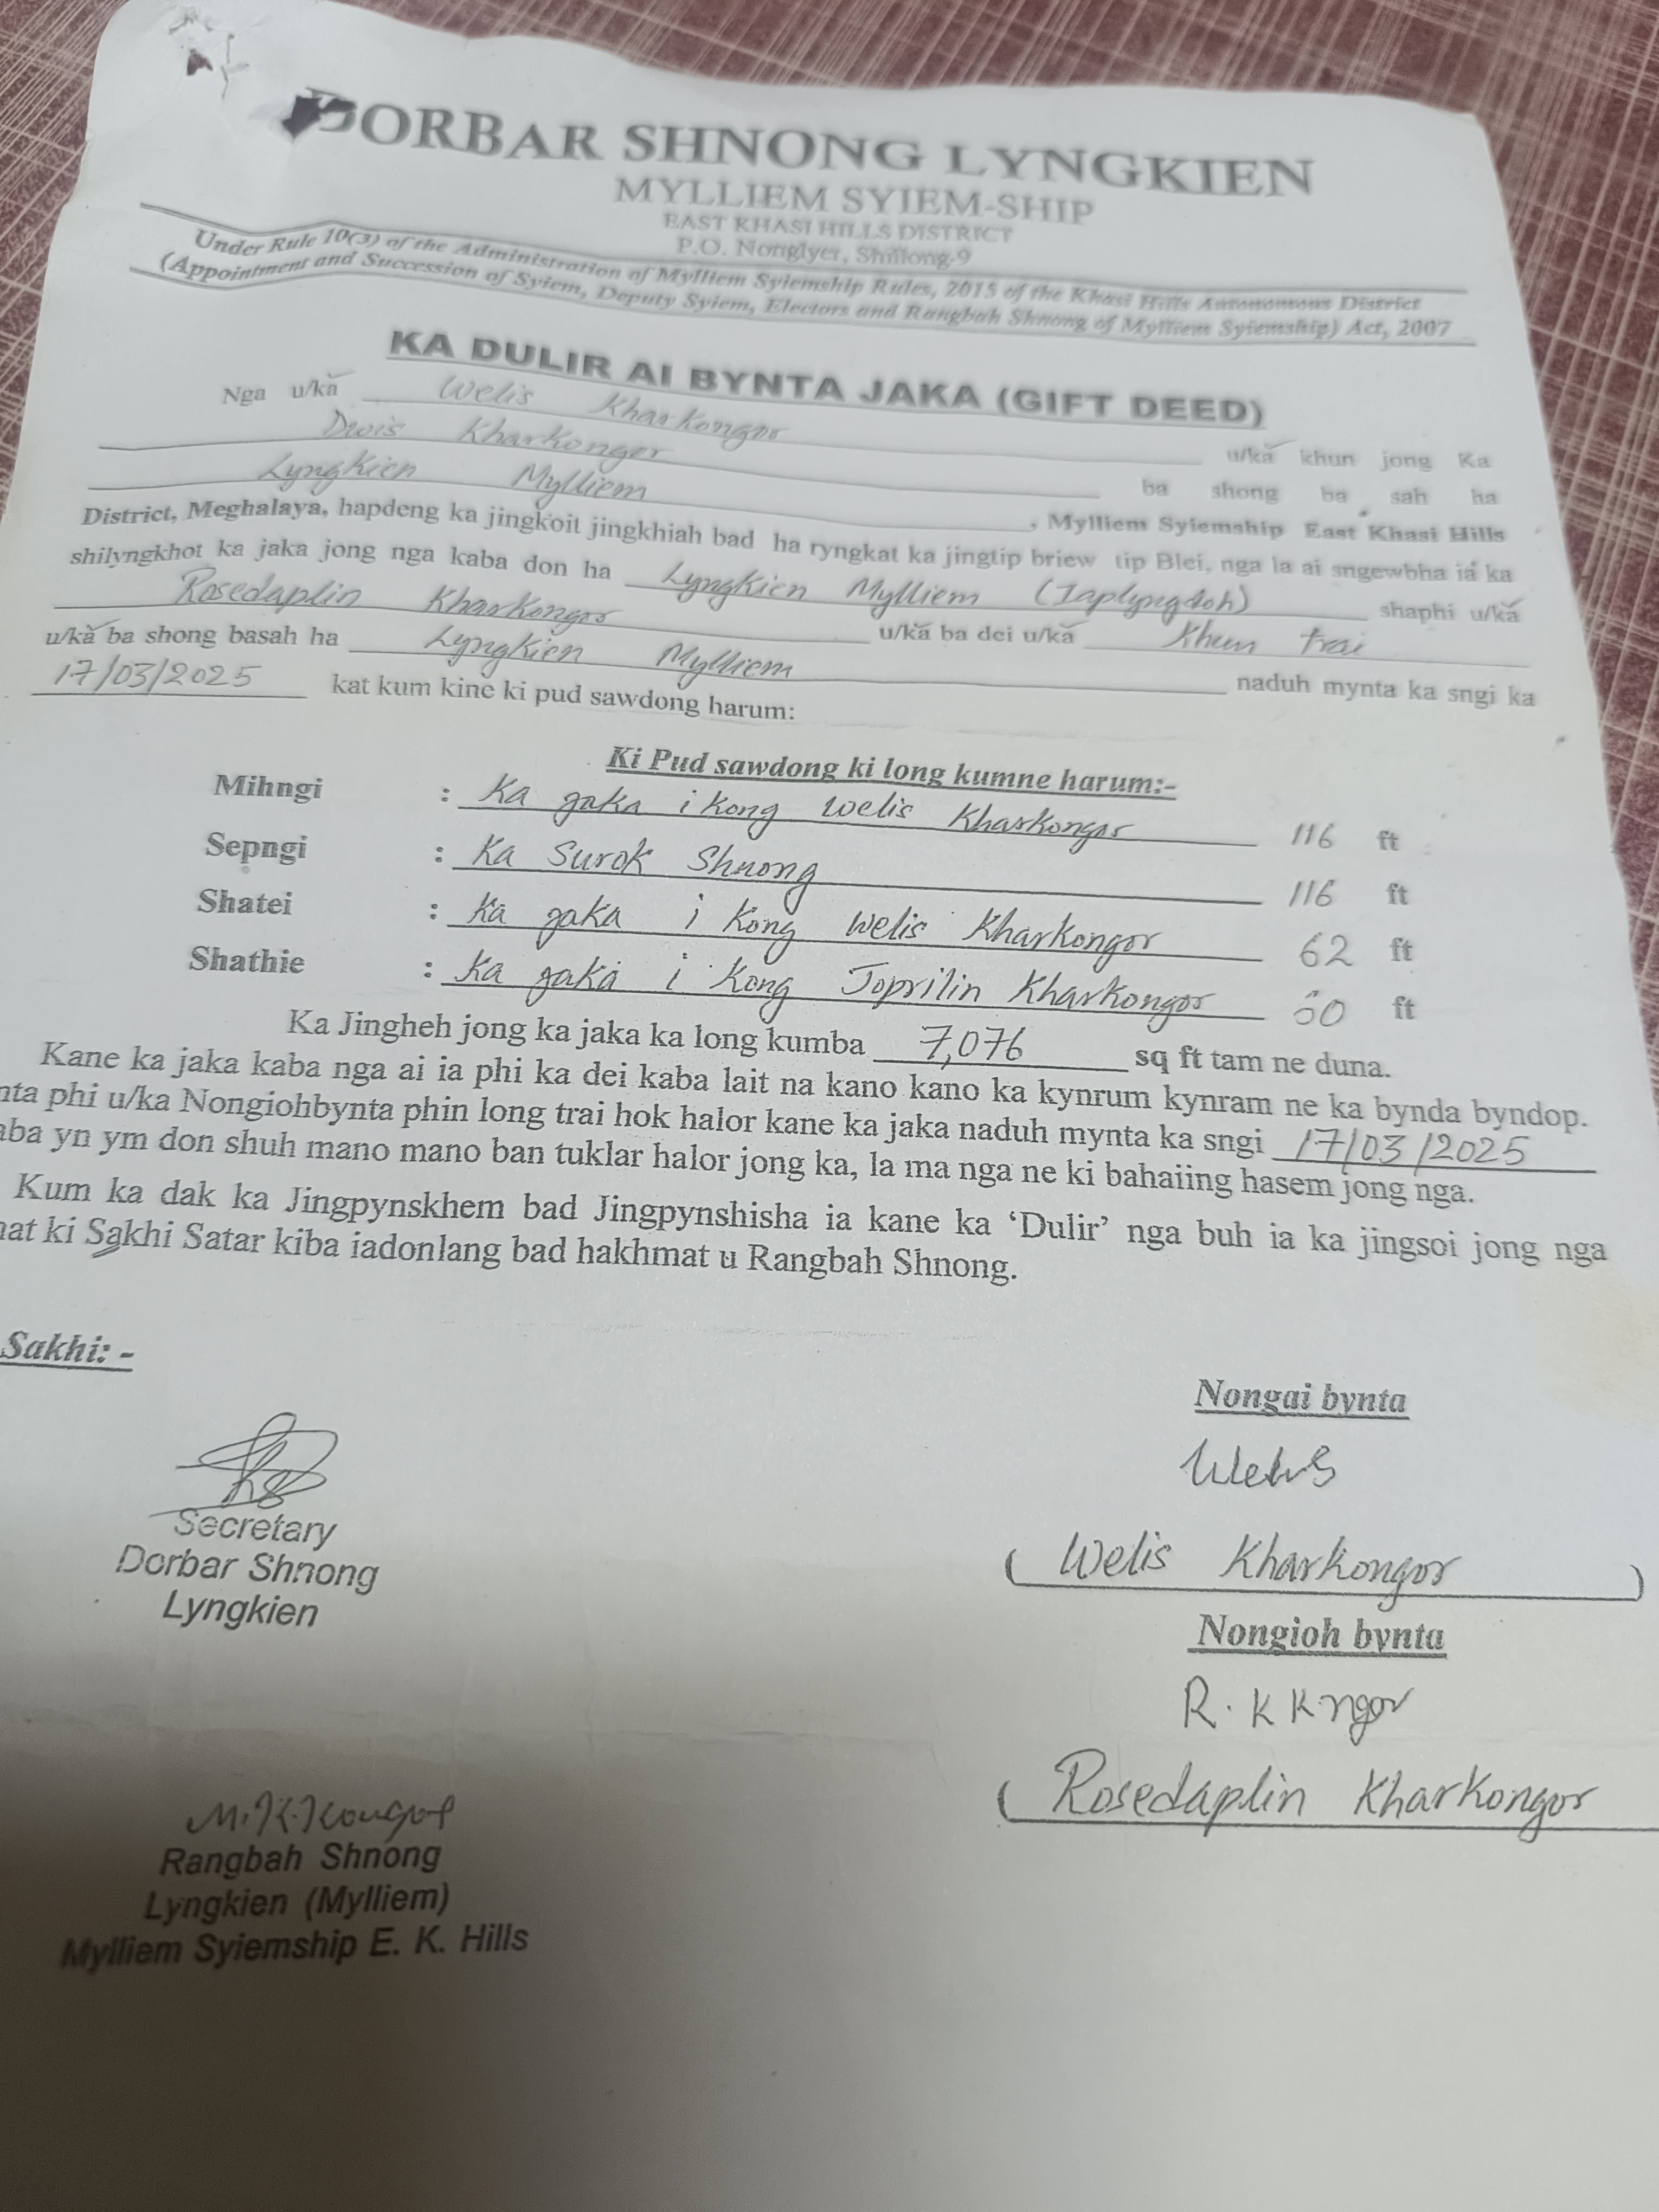 DORBAR SHNONG LYNGKIEN
MYLLIEM SYIEM-SHIP
EAST KHASI HILLS DISTRICT
P.O. Nonglyer, Shillong-9
Under Rule 10(3) of the Administration of Mylliem Syiemship Rules, 2015 of the Khasi Hills Autonomous District
(Appointment and Succession of Syiem, Deputy Syiem, Electors and Rangbah Shnong of Mylliem Syiemship) Act, 2007
KA DULIR AI BYNTA JAKA (GIFT DEED)
Nga u/ka Welis Kharkongor
Dwis Kharkongor u/ka khun jong Ka
Lyngkien Mylliem ba shong ba sah ha
, Mylliem Syiemship East Khasi Hills
District, Meghalaya, hapdeng ka jingkoit jingkhiah bad ha ryngkat ka jingtip briew tip Blei, nga la ai sngewbha ia ka
shilyngkhot ka jaka jong nga kaba don ha Lyngkien Mylliem (Iaplyngdoh) shaphi u/ka
Rosedaplin Kharkongor u/ka ba dei u/ka Khun trai
u/ka ba shong basah ha Lyngkien Mylliem naduh mynta ka sngi ka
17/03/2025 kat kum kine ki pud sawdong harum:
Ki Pud sawdong ki long kumne harum:-
Mihngi : Ka jaka i kong Welis Kharkongor 116 ft
Sepngi : Ka Surok Shnong 116 ft
Shatei : Ka jaka i Kong Welis Kharkongor 62 ft
Shathie : Ka jaka i Kong Joprilin Kharkongor 60 ft
Ka Jingheh jong ka jaka ka long kumba 7,076 sq ft tam ne duna.
Kane ka jaka kaba nga ai ia phi ka dei kaba lait na kano kano ka kynrum kynram ne ka bynda byndop.
nta phi u/ka Nongiohbynta phin long trai hok halor kane ka jaka naduh mynta ka sngi 17/03/2025
aba yn ym don shuh mano mano ban tuklar halor jong ka, la ma nga ne ki bahaiing hasem jong nga.
Kum ka dak ka Jingpynskhem bad Jingpynshisha ia kane ka ‘Dulir’ nga buh ia ka jingsoi jong nga
mat ki Sakhi Satar kiba iadonlang bad hakhmat u Rangbah Shnong.
Sakhi: -
Nongai bynta
Welis
(Welis Kharkongor)
Secretary
Dorbar Shnong
Lyngkien
Nongioh bynta
R. K Kngor
(Rosedaplin Kharkongor
Rangbah Shnong
Lyngkien (Mylliem)
Mylliem Syiemship E. K. Hills